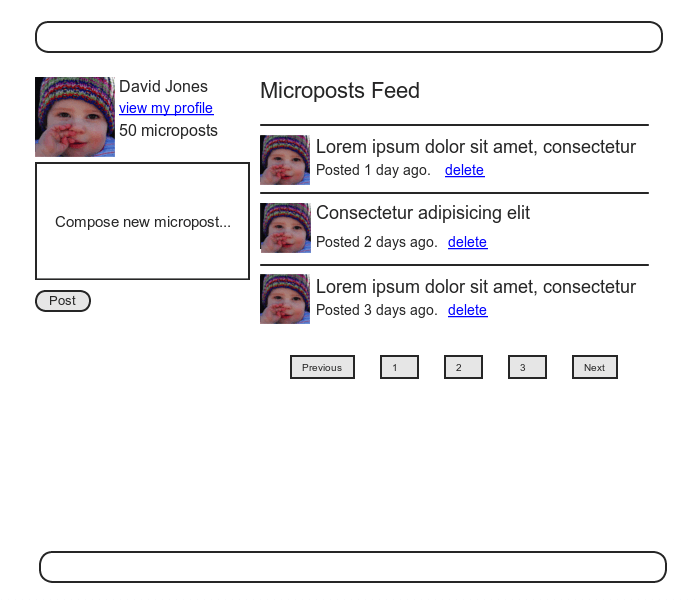 David Jones
view my profile
50 microposts
Compose new micropost...
Post
Microposts Feed
Lorem ipsum dolor sit amet, consectetur
Posted 1 day ago. delete
Consectetur adipisicing elit
Posted 2 days ago. delete
Lorem ipsum dolor sit amet, consectetur
Posted 3 days ago. delete
Previous 1 2 3 Next